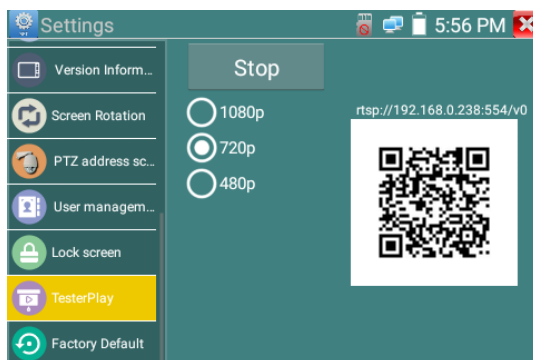 Settings
5:56 PM
Version Inform...
Screen Rotation
PTZ address sc...
User managem...
Lock screen
TesterPlay
Factory Default
Stop
1080p
720p
480p
rtsp://192.168.0.238:554/v0